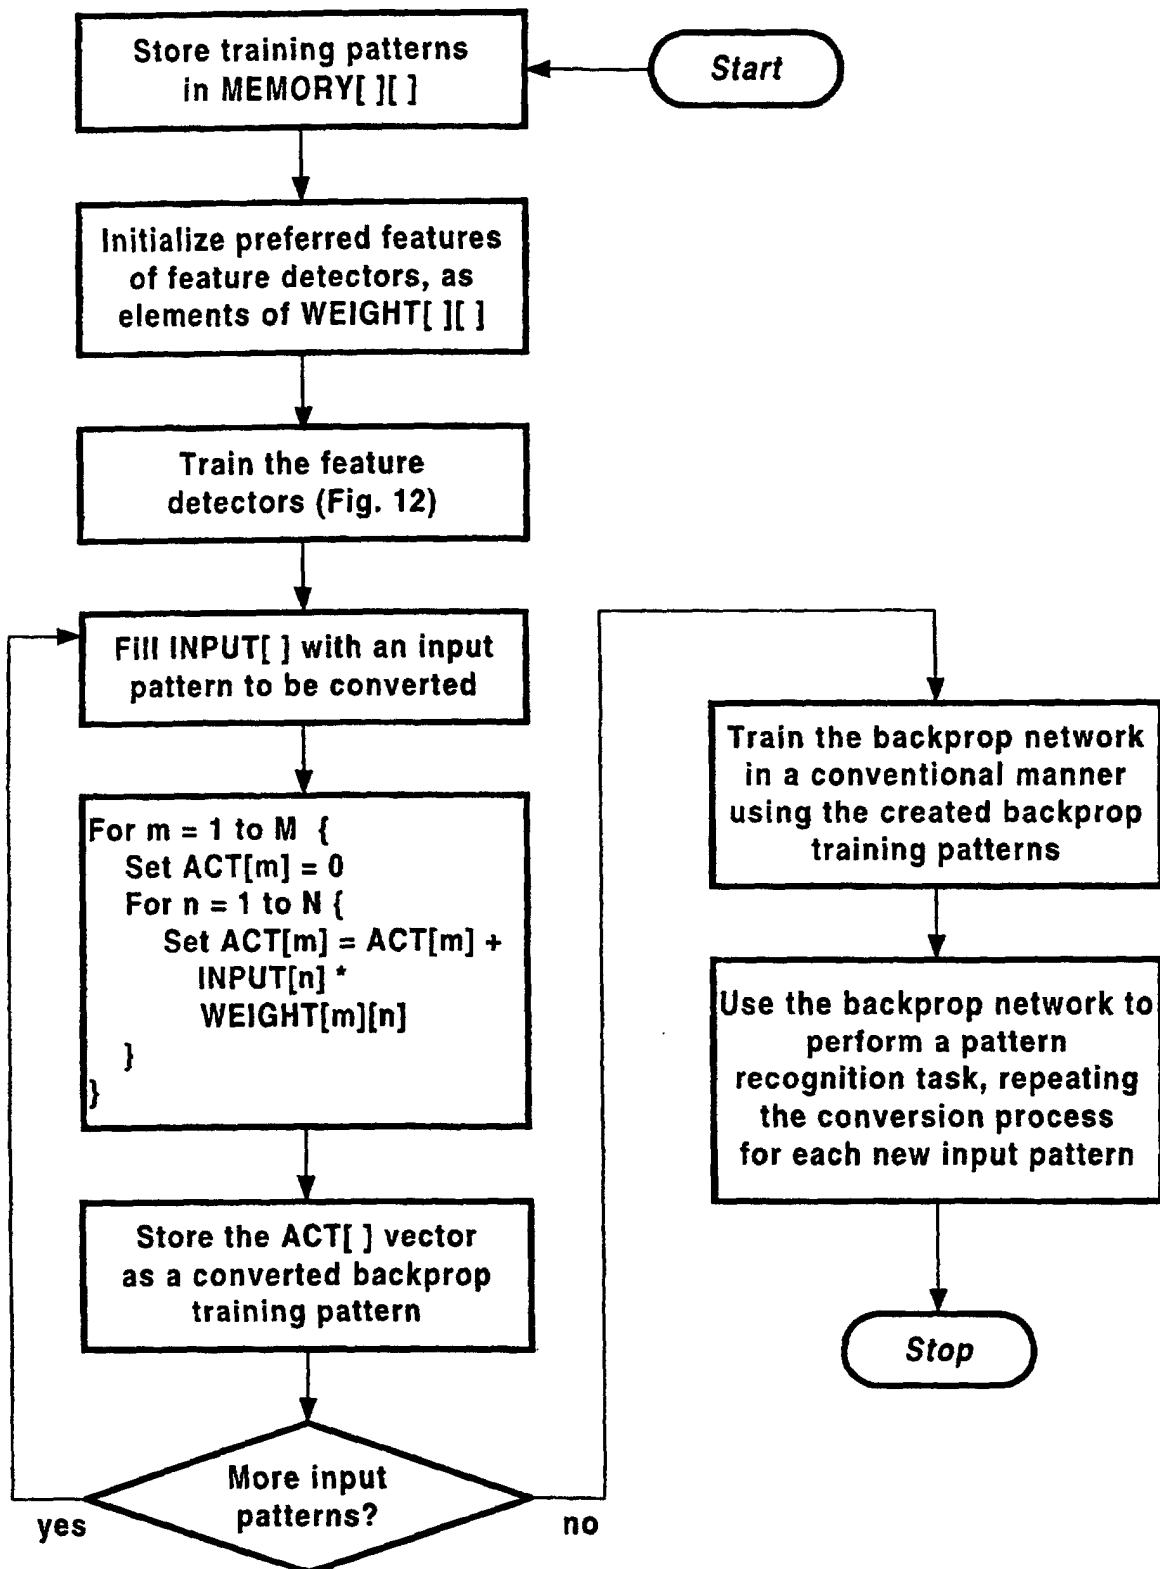 Start
Store training patterns
in MEMORY[ ][ ]
Initialize preferred features
of feature detectors, as
elements of WEIGHT[ ][ ]
Train the feature
detectors (Fig. 12)
Fill INPUT[ ] with an input
pattern to be converted
For m = 1 to M {
Set ACT[m] = 0
For n = 1 to N {
Set ACT[m] = ACT[m] +
INPUT[n] *
WEIGHT[m][n]
}
}
Store the ACT[ ] vector
as a converted backprop
training pattern
More input
patterns?
yes
no
Train the backprop network
in a conventional manner
using the created backprop
training patterns
Use the backprop network to
perform a pattern
recognition task, repeating
the conversion process
for each new input pattern
Stop